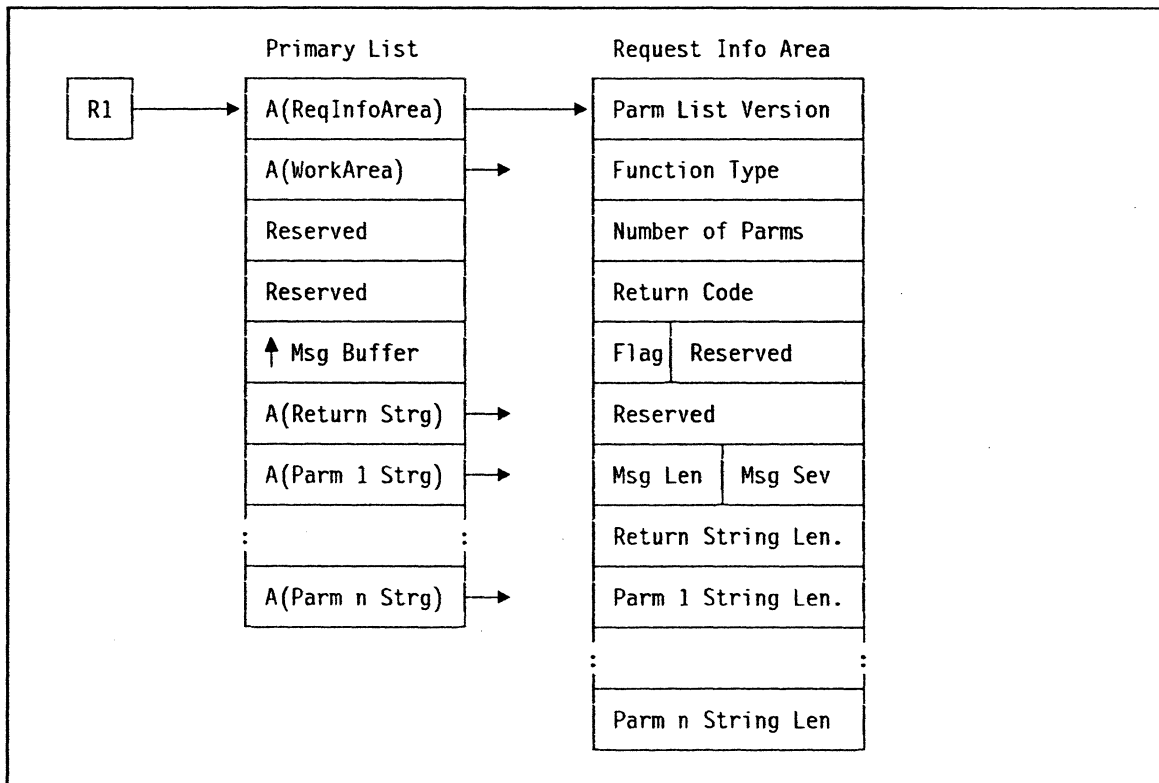 Primary List
Request Info Area
R1
A(ReqInfoArea)
A(WorkArea)
Reserved
Reserved
Msg Buffer
A(Return Strg)
A(Parm 1 Strg)
:
:
A(Parm n Strg)
Parm List Version
Function Type
Number of Parms
Return Code
Flag
Reserved
Reserved
Msg Len
Msg Sev
Return String Len.
Parm 1 String Len.
:
:
Parm n String Len